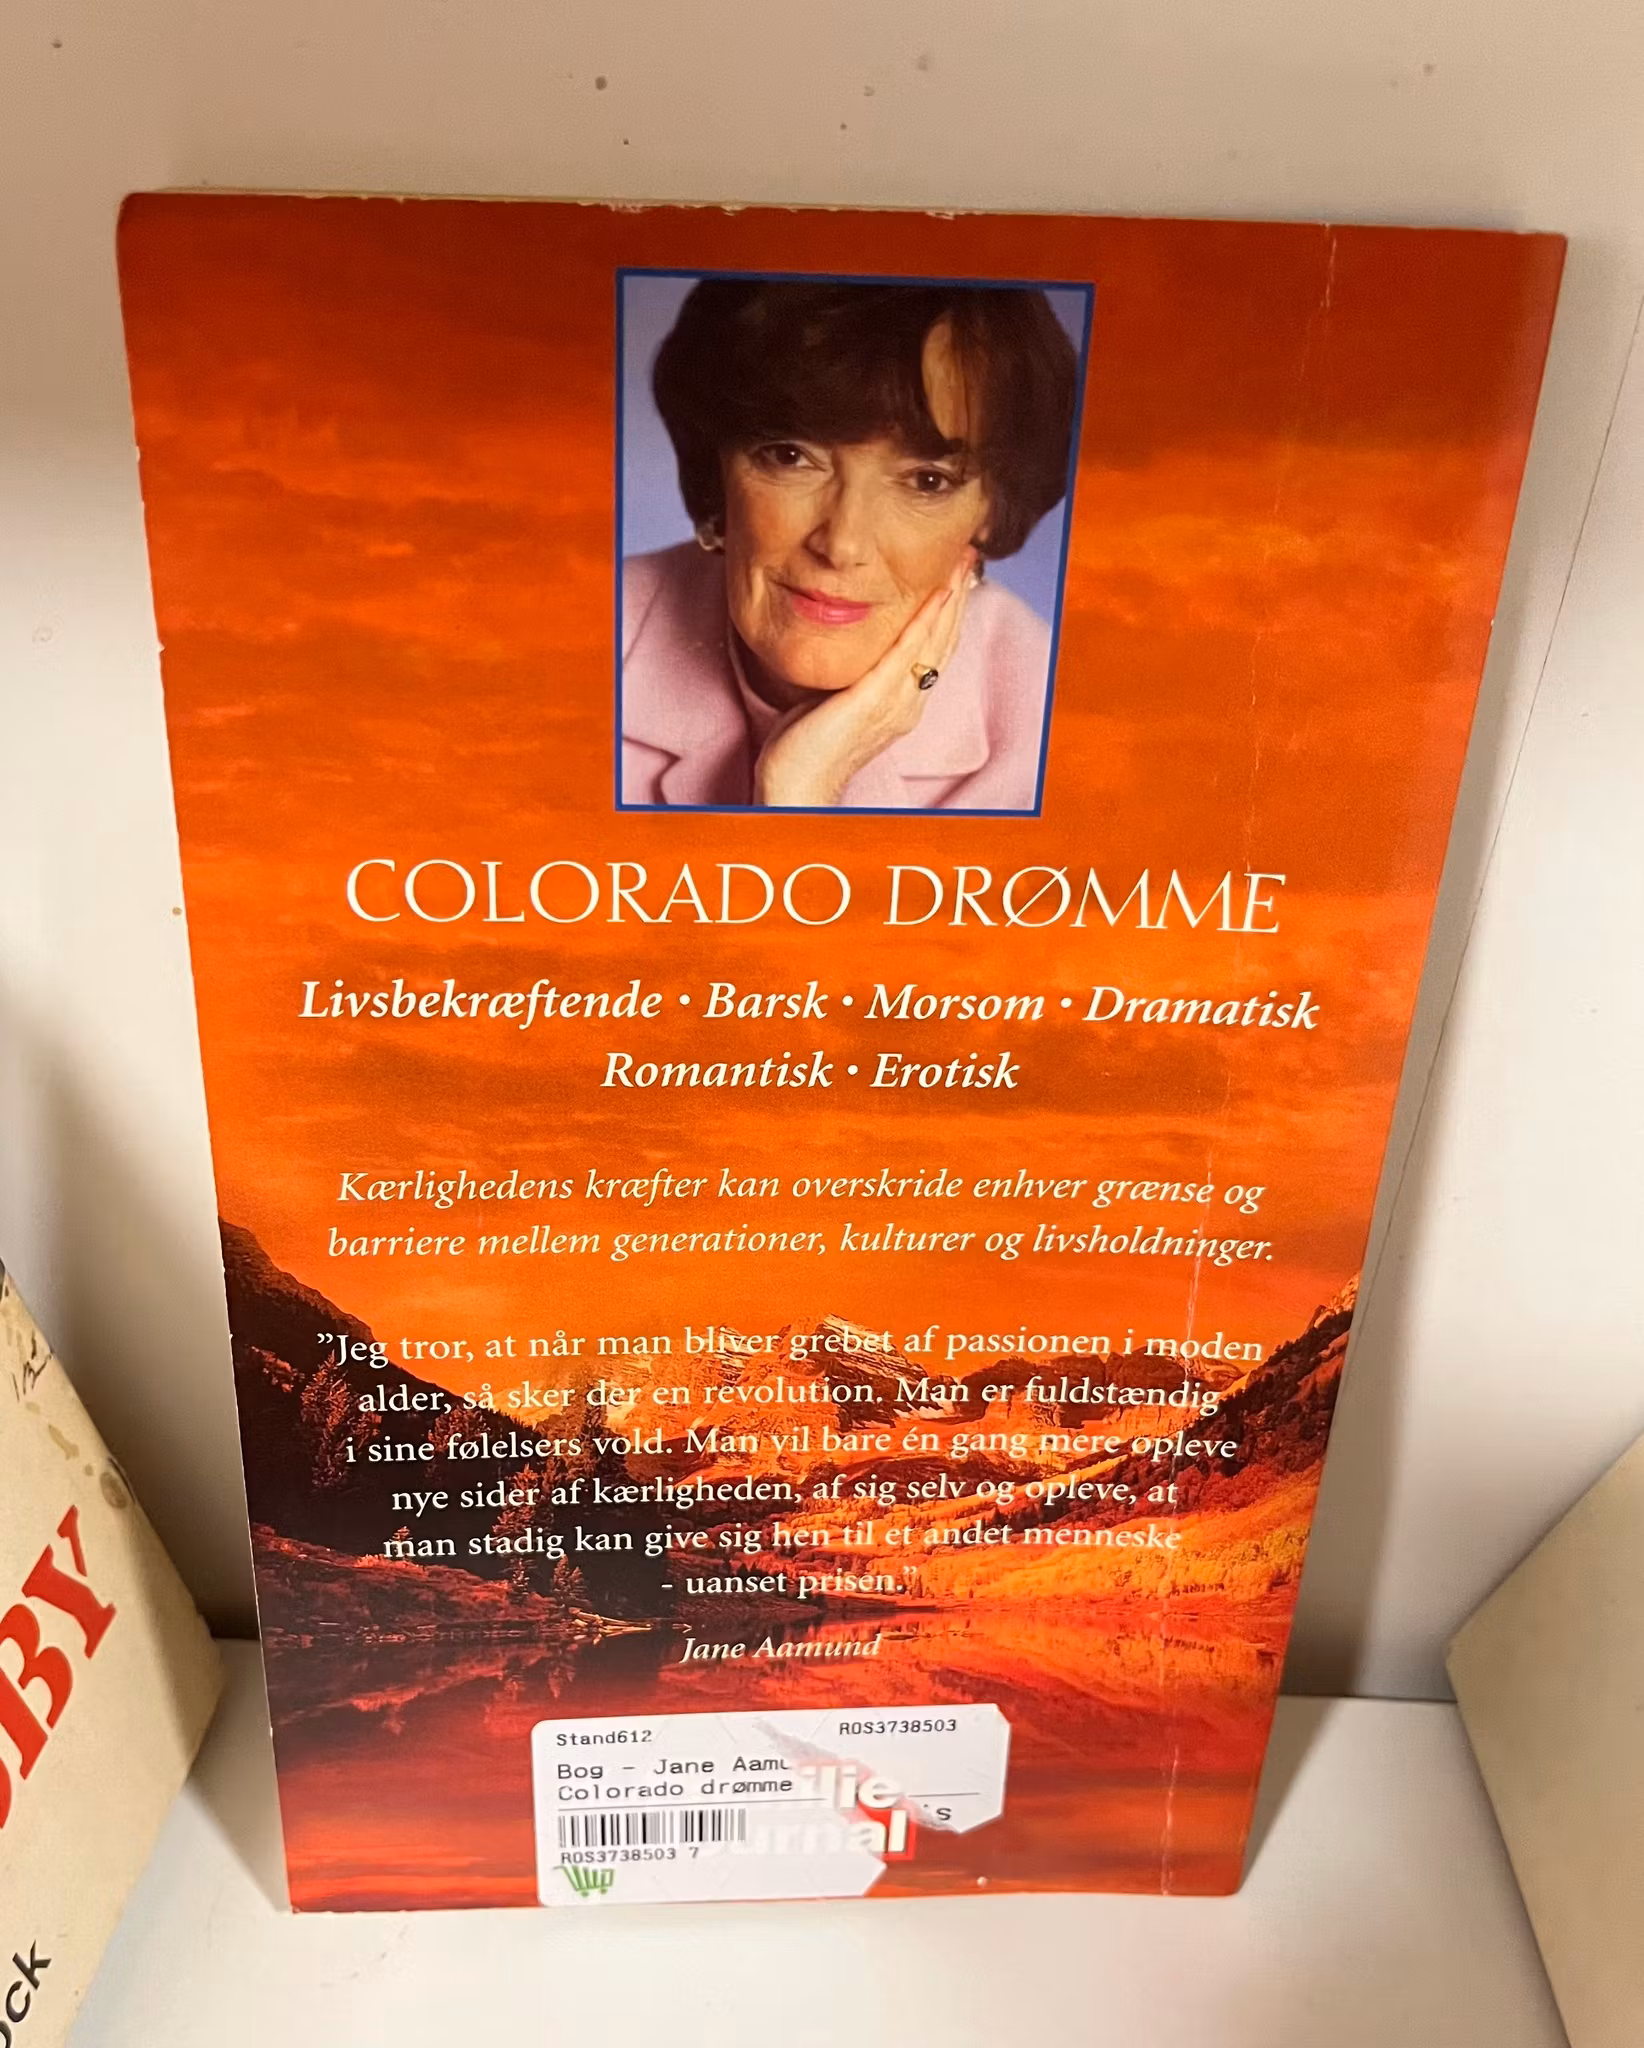 COLORADO DRØMME
Livsbekræftende • Barsk • Morsom • Dramatisk
Romantisk • Erotisk
Kærlighedens kræfter kan overskride enhver grænse og
barriere mellem generationer, kulturer og livsholdninger.
”Jeg tror, at når man bliver grebet af passionen i moden
alder, så sker der en revolution. Man er fuldstændig
i sine følelsers vold. Man vil bare én gang mere opleve
nye sider af kærligheden, af sig selv og opleve, at
man stadig kan give sig hen til et andet menneske
- uanset prisen.”
Jane Aamund
Stand612 ROS3738503
Bog - Jane
Colorado drømme
ROS3738503 7